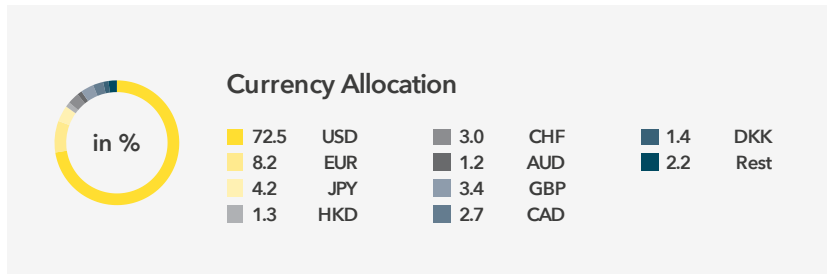 Currency Allocation
in %
72.5 USD
8.2 EUR
4.2 JPY
1.3 HKD
3.0 CHF
1.2 AUD
3.4 GBP
2.7 CAD
1.4 DKK
2.2 Rest